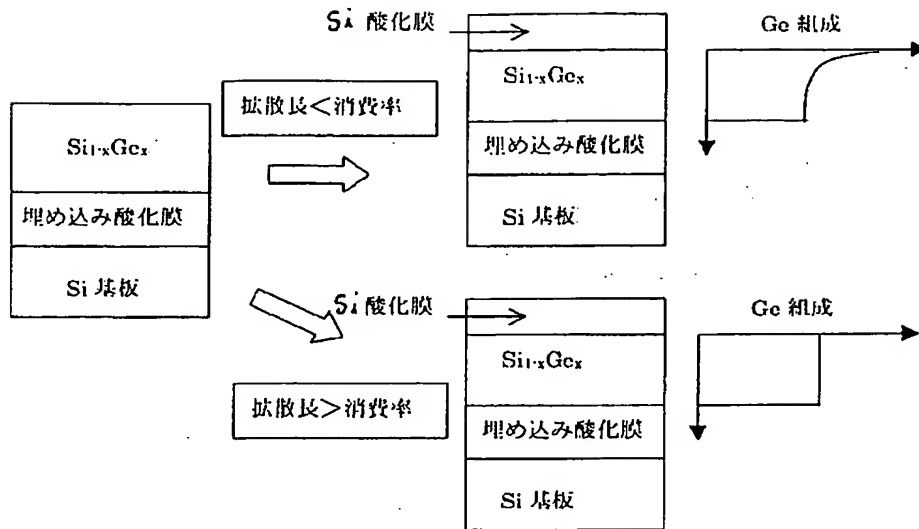 Si 酸化膜
Ge 組成
Si1-xGex
拡散長<消費率
Si1-xGex
埋め込み酸化膜
埋め込み酸化膜
Si 基板
Si 基板
Si 酸化膜
Ge 組成
Si1-xGex
拡散長>消費率
埋め込み酸化膜
Si 基板